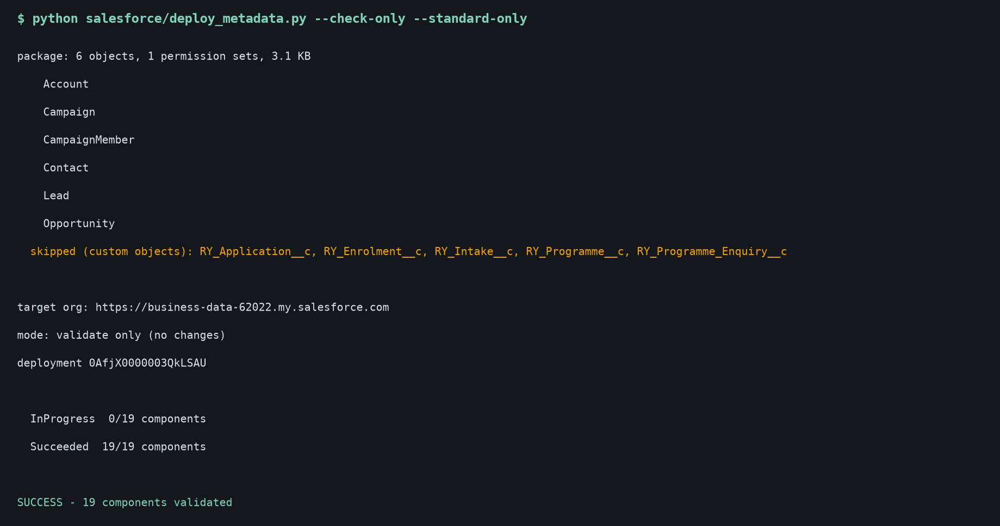 $ python salesforce/deploy_metadata.py --check-only --standard-only
package: 6 objects, 1 permission sets, 3.1 KB
Account
Campaign
CampaignMember
Contact
Lead
Opportunity
skipped (custom objects): RY_Application__c, RY_Enrolment__c, RY_Intake__c, RY_Programme__c, RY_Programme_Enquiry__c
target org: https://business-data-62022.my.salesforce.com
mode: validate only (no changes)
deployment 0AfjX0000003QkLSAU
InProgress  0/19 components
Succeeded  19/19 components
SUCCESS - 19 components validated